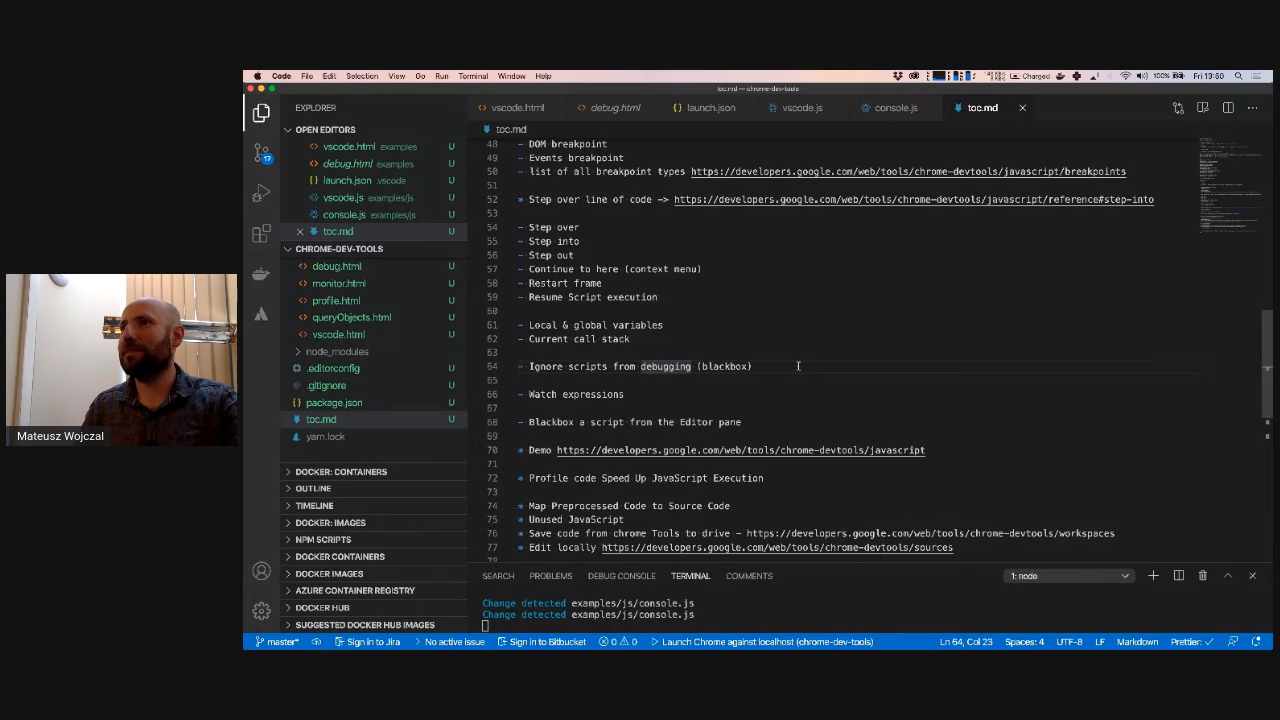 Code File Edit Selection View Go Run Terminal Window Help Charged 100% Fri 13:50
toc.md — chrome-dev-tools
EXPLORER
vscode.html debug.html launch.json vscode.js console.js toc.md
OPEN EDITORS
vscode.html examples U
debug.html examples U
launch.json .vscode U
vscode.js examples/js U
console.js examples/js U
toc.md U
CHROME-DEV-TOOLS
debug.html U
monitor.html U
profile.html U
queryObjects.html U
vscode.html U
node_modules
.editorconfig U
.gitignore U
package.json U
toc.md U
yarn.lock U
DOCKER: CONTAINERS
OUTLINE
TIMELINE
DOCKER: IMAGES
NPM SCRIPTS
DOCKER CONTAINERS
DOCKER IMAGES
AZURE CONTAINER REGISTRY
DOCKER HUB
SUGGESTED DOCKER HUB IMAGES
17
toc.md
48 - DOM breakpoint
49 - Events breakpoint
50 - list of all breakpoint types https://developers.google.com/web/tools/chrome-devtools/javascript/breakpoints
51
52 * Step over line of code -> https://developers.google.com/web/tools/chrome-devtools/javascript/reference#step-into
53
54 - Step over
55 - Step into
56 - Step out
57 - Continue to here (context menu)
58 - Restart frame
59 - Resume Script execution
60
61 - Local & global variables
62 - Current call stack
63
64 - Ignore scripts from debugging (blackbox)
65
66 - Watch expressions
67
68 - Blackbox a script from the Editor pane
69
70 * Demo https://developers.google.com/web/tools/chrome-devtools/javascript
71
72 * Profile code Speed Up JavaScript Execution
73
74 * Map Preprocessed Code to Source Code
75 * Unused JavaScript
76 * Save code from chrome Tools to drive - https://developers.google.com/web/tools/chrome-devtools/workspaces
77 * Edit locally https://developers.google.com/web/tools/chrome-devtools/sources
SEARCH PROBLEMS DEBUG CONSOLE TERMINAL COMMENTS 1: node
Change detected examples/js/console.js
Change detected examples/js/console.js
master* Sign in to Jira No active issue Sign in to Bitbucket 0 0 Launch Chrome against localhost (chrome-dev-tools) Ln 64, Col 23 Spaces: 4 UTF-8 LF Markdown Prettier: ✓
Mateusz Wojczal